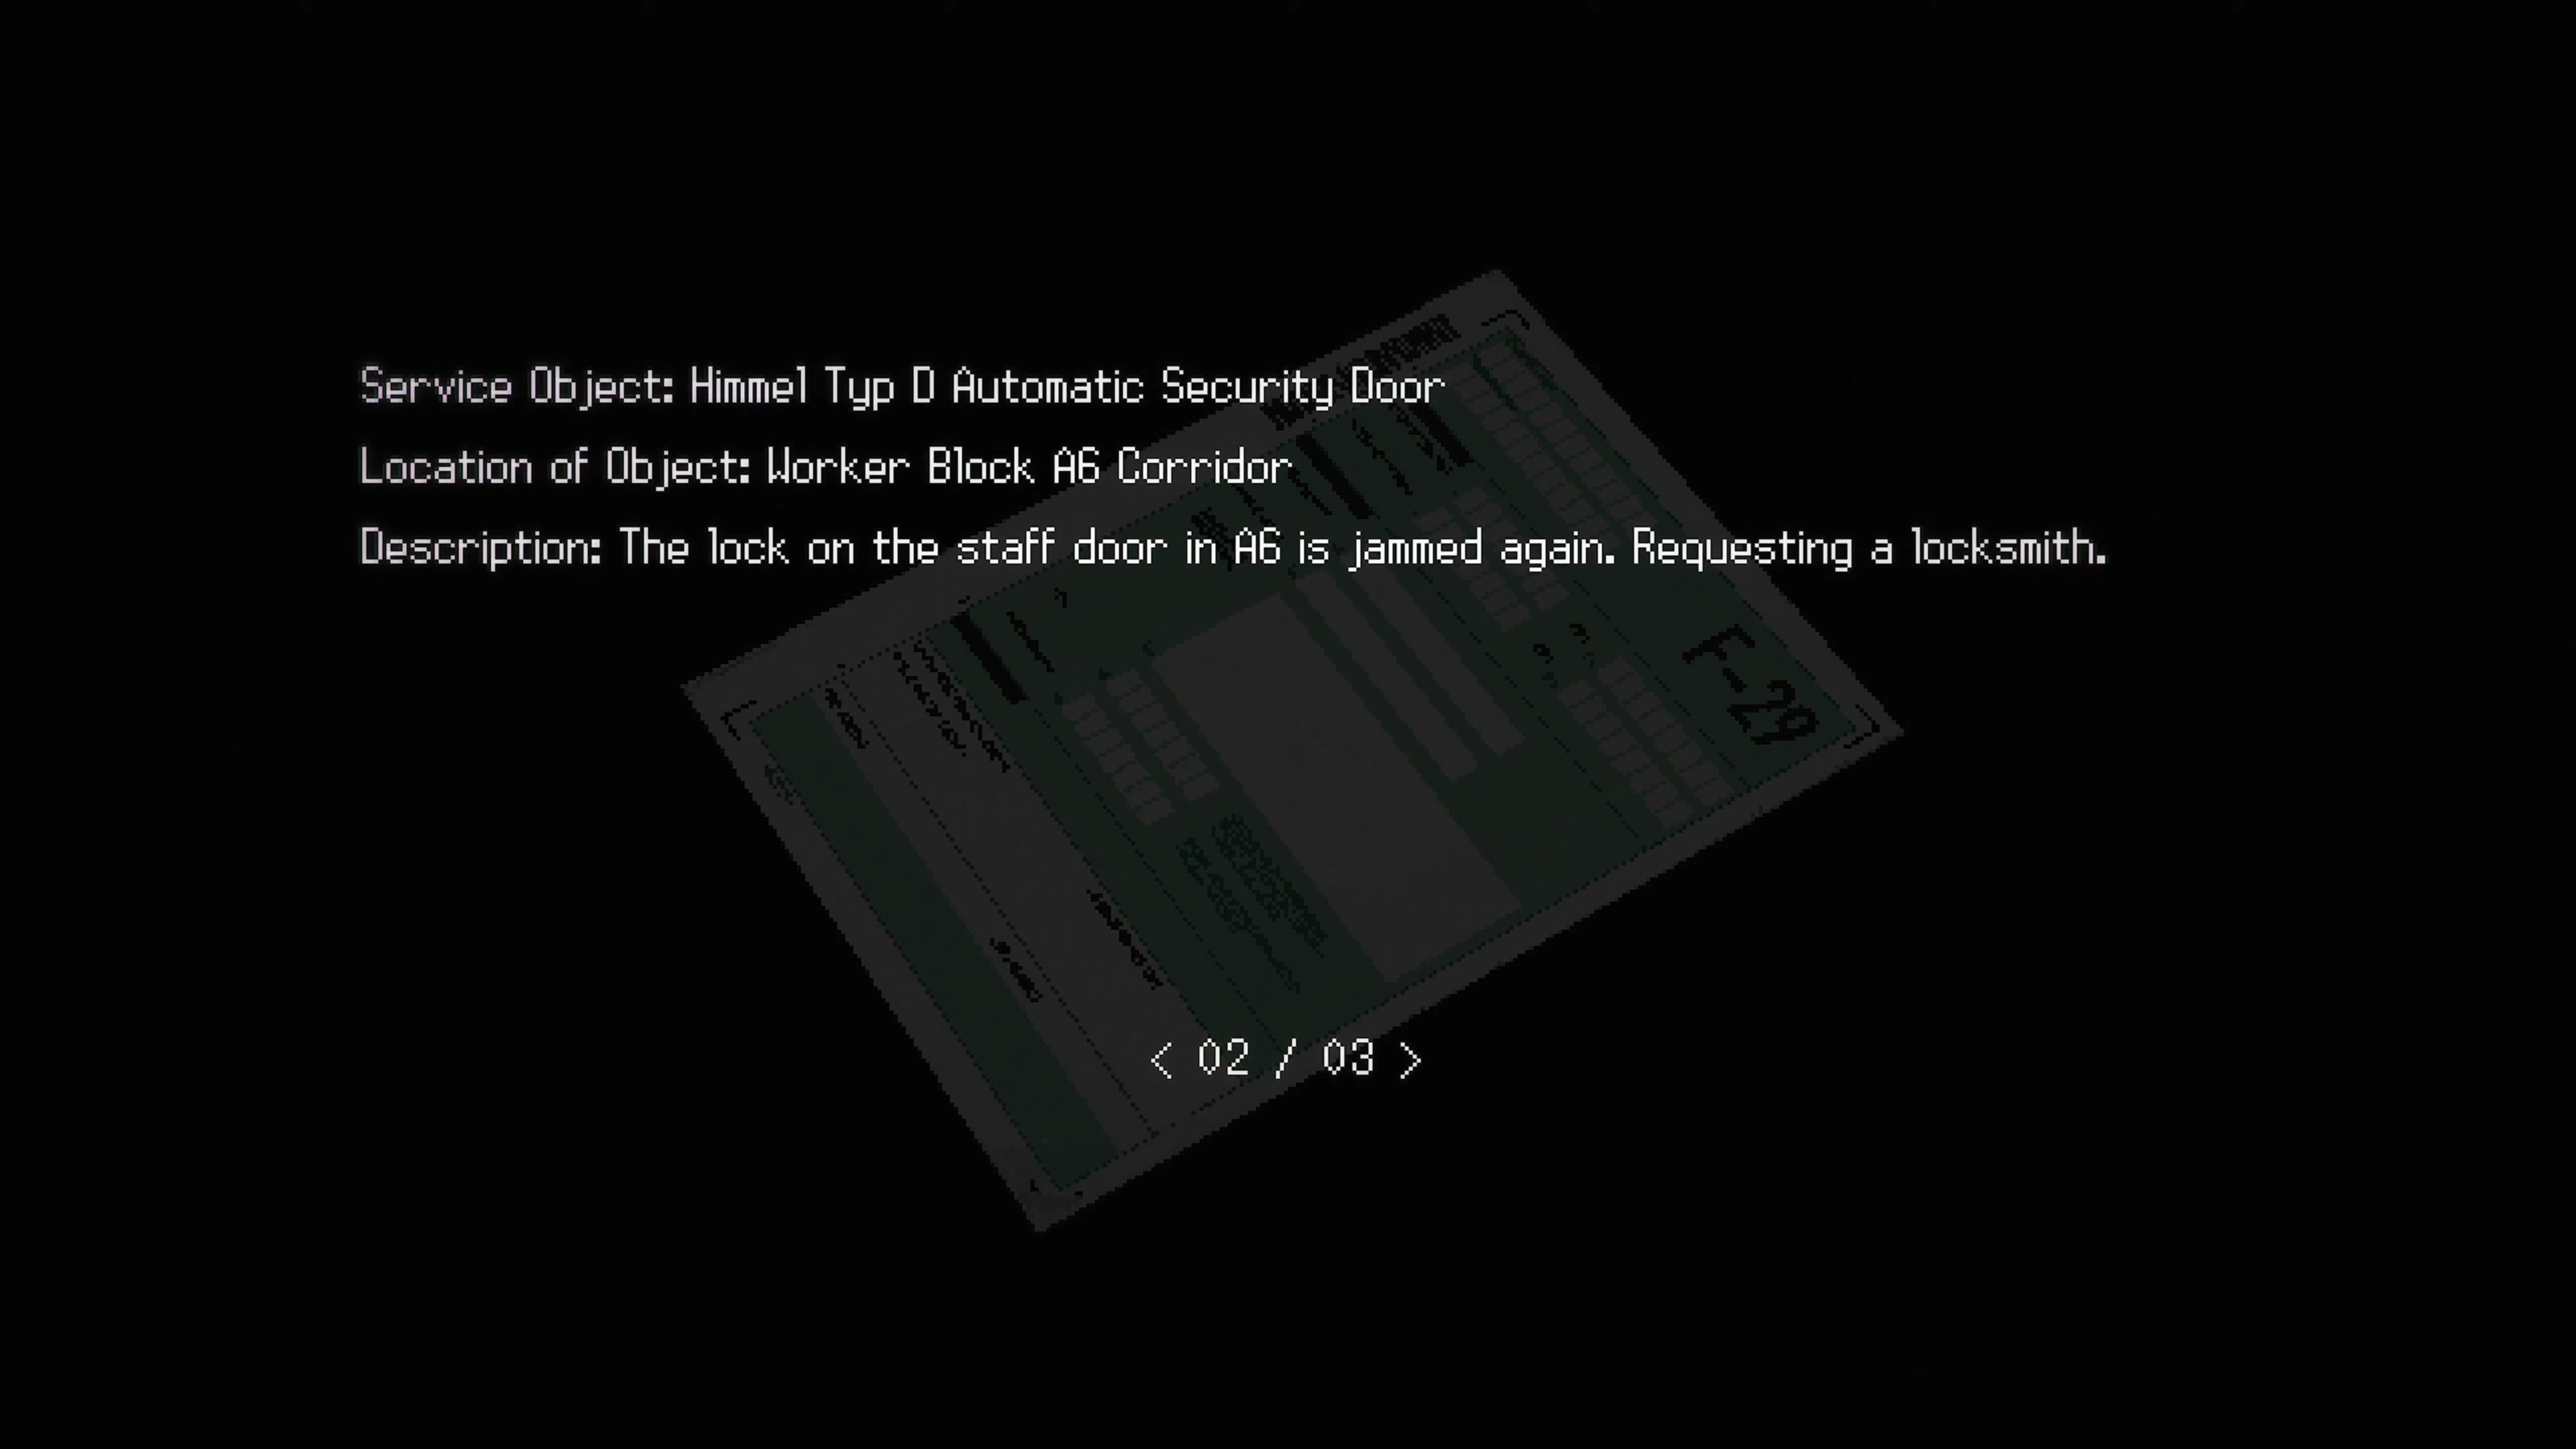 Service Object: Himmel Typ D Automatic Security Door
Location of Object: Worker Block A6 Corridor
Description: The lock on the staff door in A6 is jammed again. Requesting a locksmith.
F-29
< 02 / 03 >